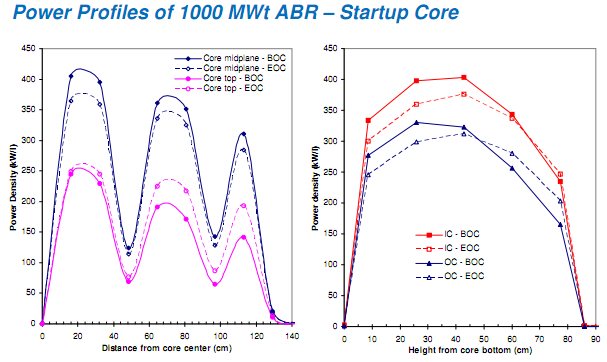 Power Profiles of 1000 MWt ABR – Startup Core
450
400
350
300
250
200
150
100
50
0
Power Density (kW/l)
Core midplane - BOC
Core midplane - EOC
Core top - BOC
Core top - EOC
0 20 40 60 80 100 120 140
Distance from core center (cm)
450
400
350
300
250
200
150
100
50
0
Power density (kW/l)
IC - BOC
IC - EOC
OC - BOC
OC - EOC
0 10 20 30 40 50 60 70 80 90
Height from core bottom (cm)